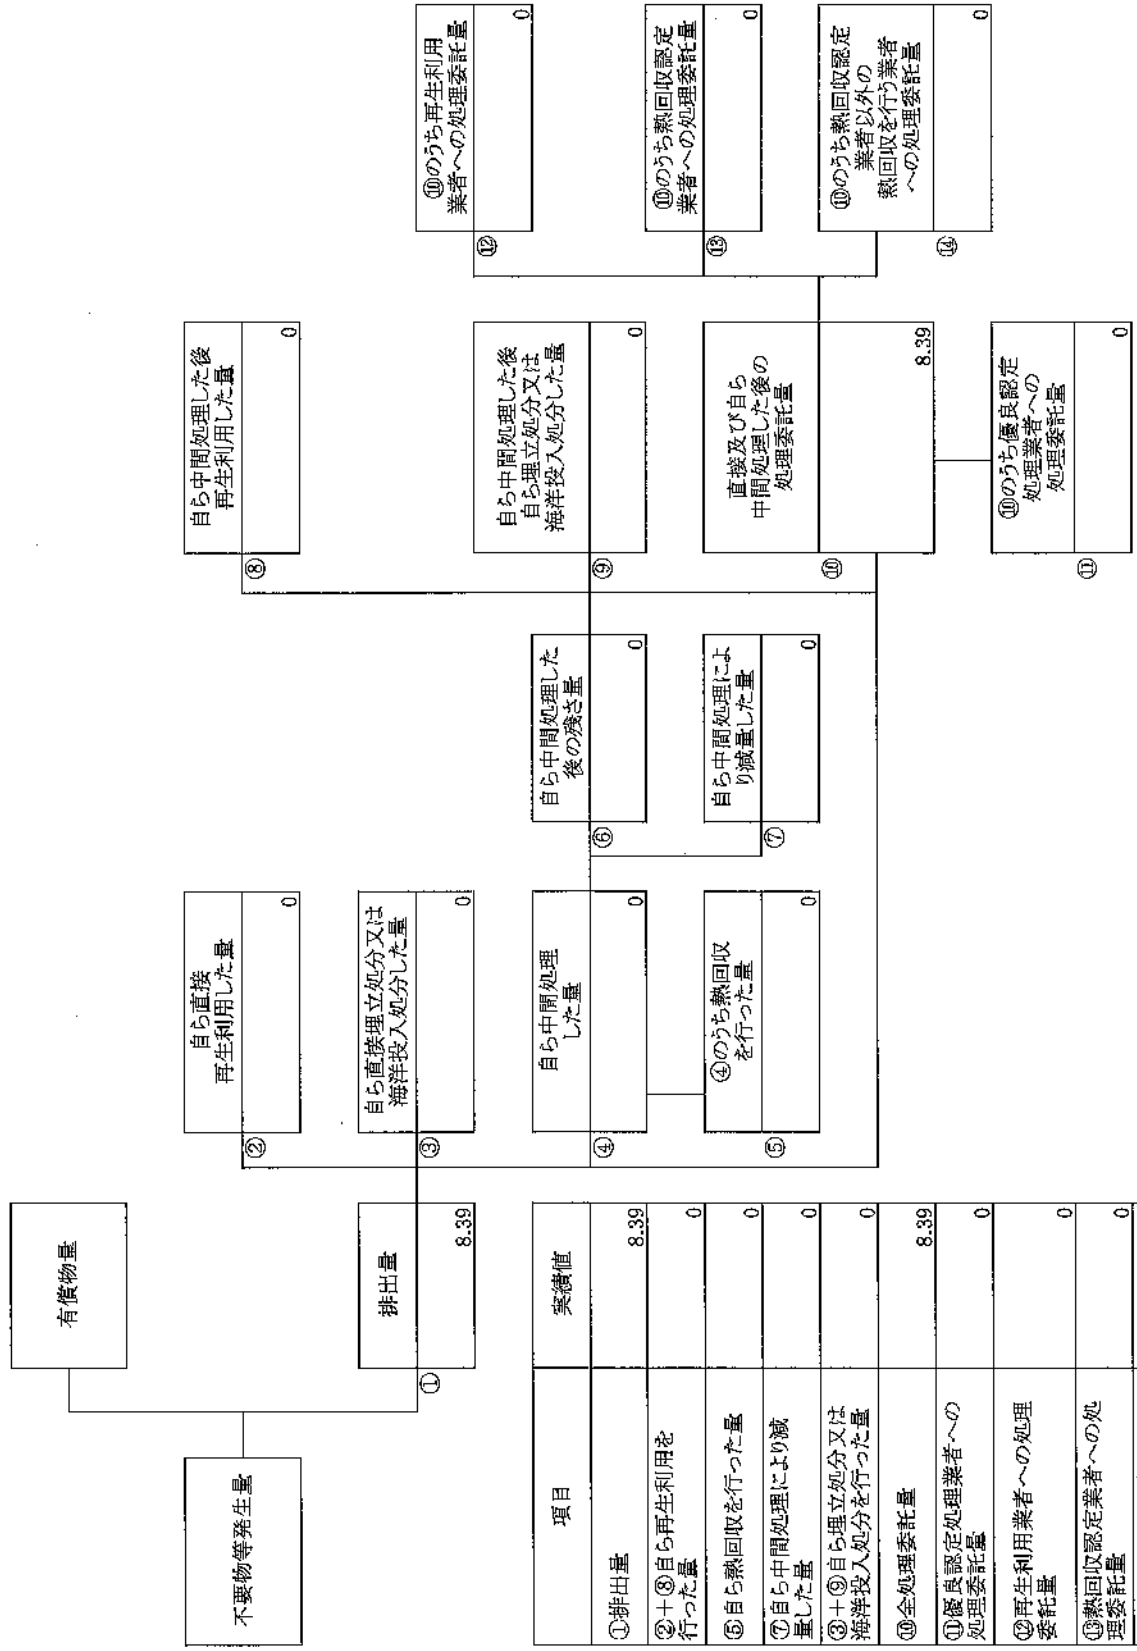 有償物量
不要物等発生量
①
排出量
8.39
②
自ら直接
再生利用した量
0
③
自ら直接埋立処分又は
海洋投入処分した量
0
④
自ら中間処理
した量
0
⑤
④のうち熱回収
を行った量
0
⑥
自ら中間処理した
後の残さ量
0
⑦
自ら中間処理によ
り減量した量
0
⑧
自ら中間処理した後
再生利用した量
0
⑨
自ら中間処理した後
自ら埋立処分又は
海洋投入処分した量
0
⑩
直接及び自ら
中間処理した後の
処理委託量
8.39
⑪
⑩のうち優良認定
処理業者への
処理委託量
0
⑫
⑩のうち再生利用
業者への処理委託量
0
⑬
⑩のうち熱回収認定
業者への処理委託量
0
⑭
⑩のうち熱回収認定
業者以外の
熱回収を行う業者
への処理委託量
0
項目 実績値
①排出量 8.39
②+⑧自ら再生利用を
行った量 0
⑤自ら熱回収を行った量 0
⑦自ら中間処理により減
量した量 0
③+⑨自ら埋立処分又は
海洋投入処分を行った量 0
⑩全処理委託量 8.39
⑪優良認定処理業者への
処理委託量 0
⑫再生利用業者への処理
委託量 0
⑬熱回収認定業者への処
理委託量 0